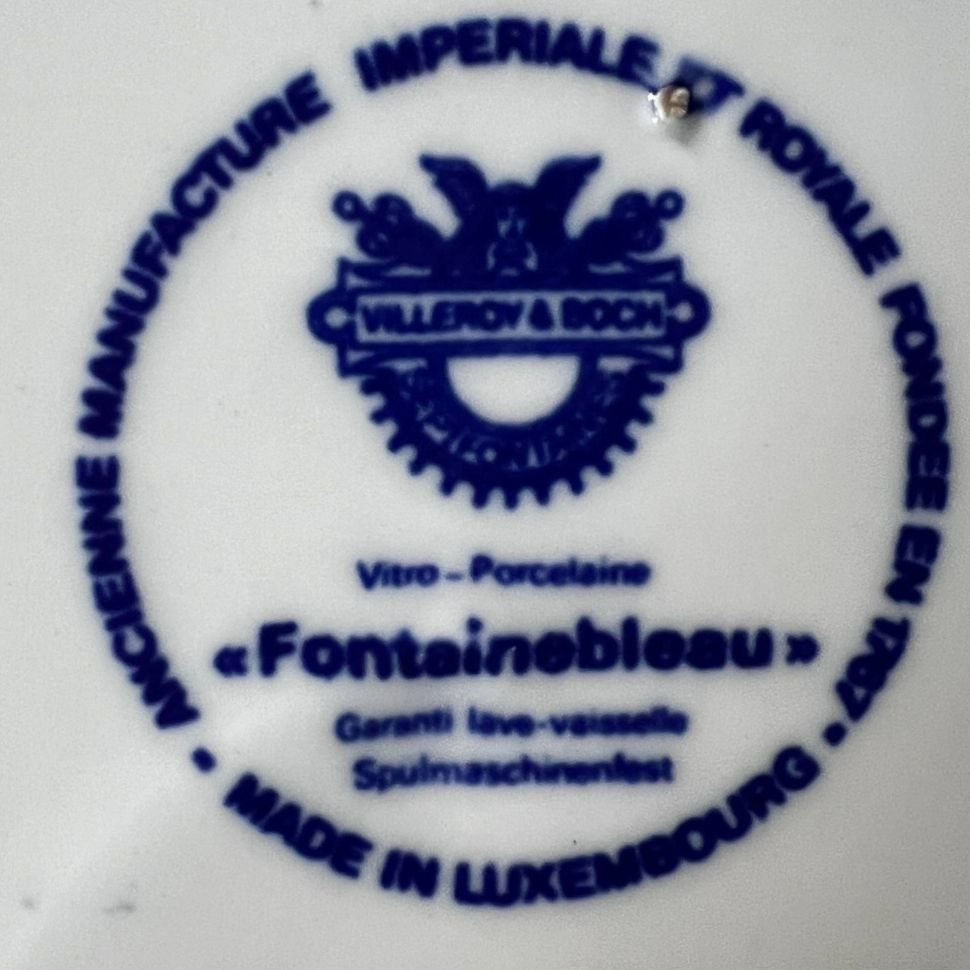 ANCIENNE MANUFACTURE IMPERIALE ET ROYALE FONDEE EN 1767
VILLEROY & BOCH
SEPTFONTAINES
Vitro-Porcelaine
«Fontainebleau»
Garanti lave-vaisselle
Spulmaschinenfest
• MADE IN LUXEMBOURG •